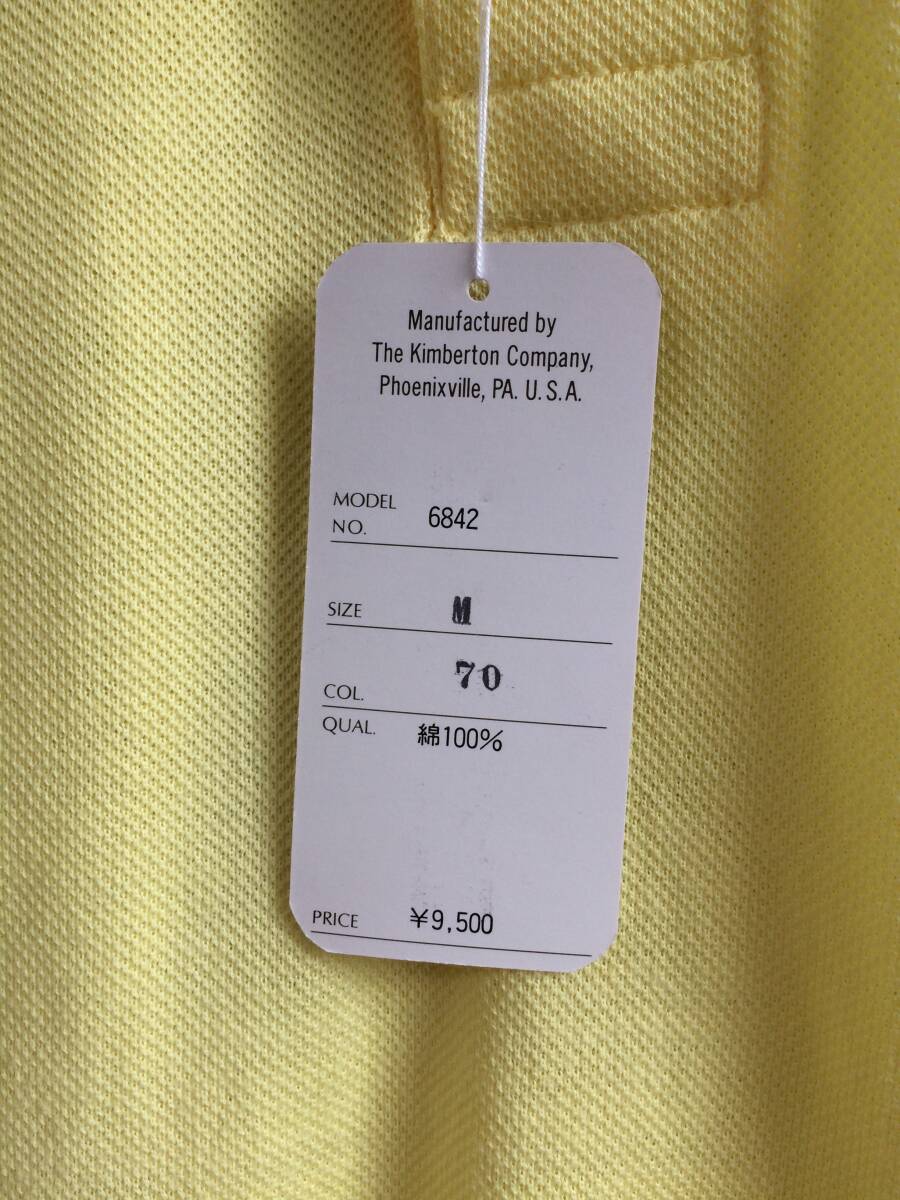 Manufactured by
The Kimberton Company,
Phoenixville, PA. U.S.A.
MODEL
NO. 6842
SIZE M
COL. 70
QUAL. 綿100%
PRICE ¥9,500